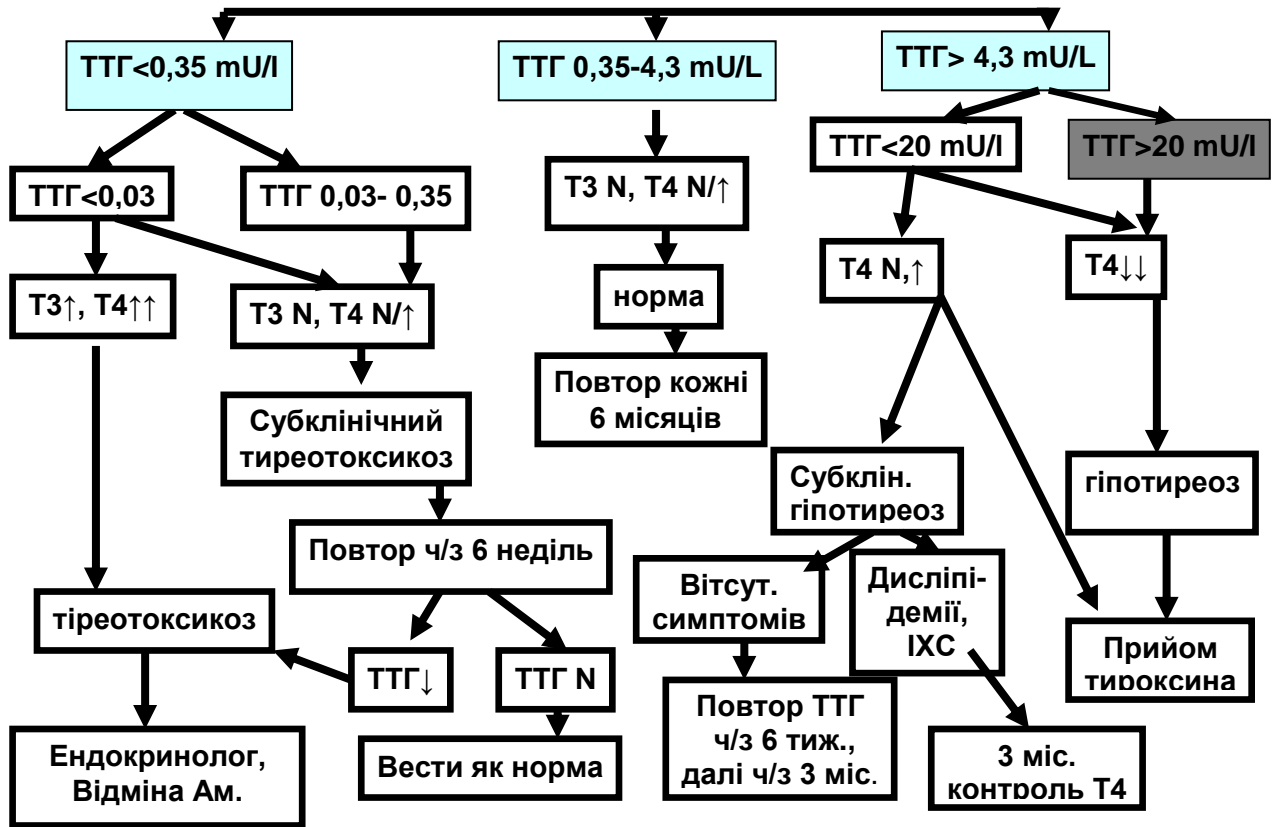 ТТГ<0,35 mU/l
ТТГ 0,35-4,3 mU/L
ТТГ> 4,3 mU/L
ТТГ<20 mU/l
ТТГ>20 mU/l
ТТГ<0,03
ТТГ 0,03- 0,35
Т3 N, Т4 N/↑
Т4 N,↑
Т4↓↓
Т3↑, Т4↑↑
Т3 N, Т4 N/↑
норма
Повтор кожні
6 місяців
Субклінічний
тиреотоксикоз
Субклін.
гіпотиреоз
гіпотиреоз
Повтор ч/з 6 неділь
Вітсут.
симптомів
Дисліпі-
демії,
ІХС
тіреотоксикоз
ТТГ↓
ТТГ N
Прийом
тироксина
Ендокринолог,
Відміна Ам.
Вести як норма
Повтор ТТГ
ч/з 6 тиж.,
далі ч/з 3 міс.
3 міс.
контроль Т4